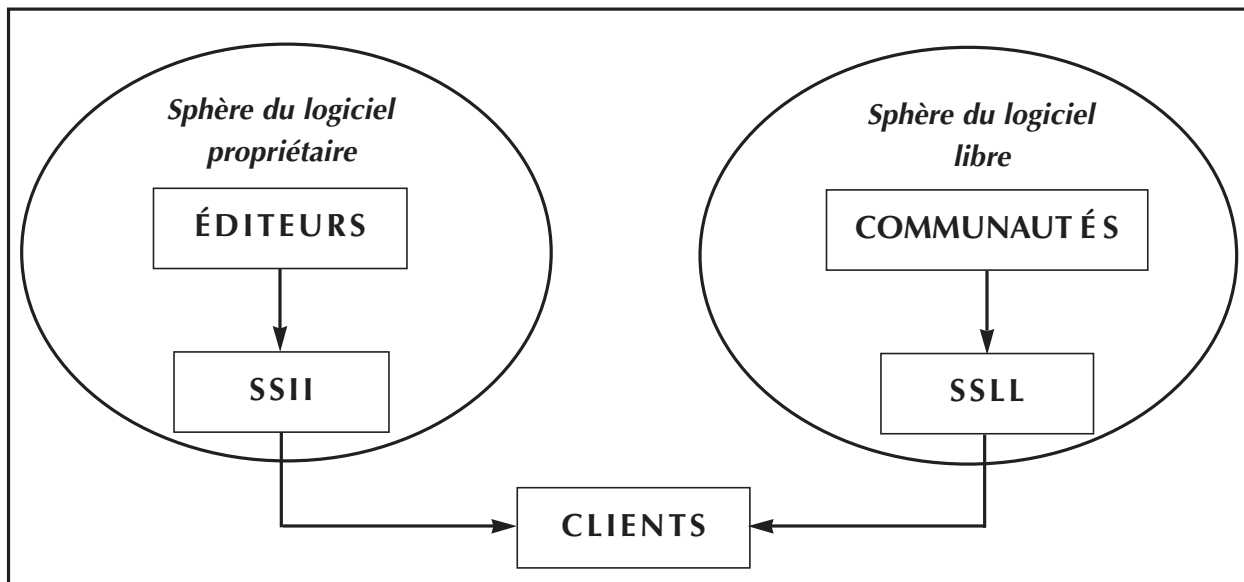 Sphère du logiciel
propriétaire
ÉDITEURS
SSII
Sphère du logiciel
libre
COMMUNAUTÉS
SSLL
CLIENTS